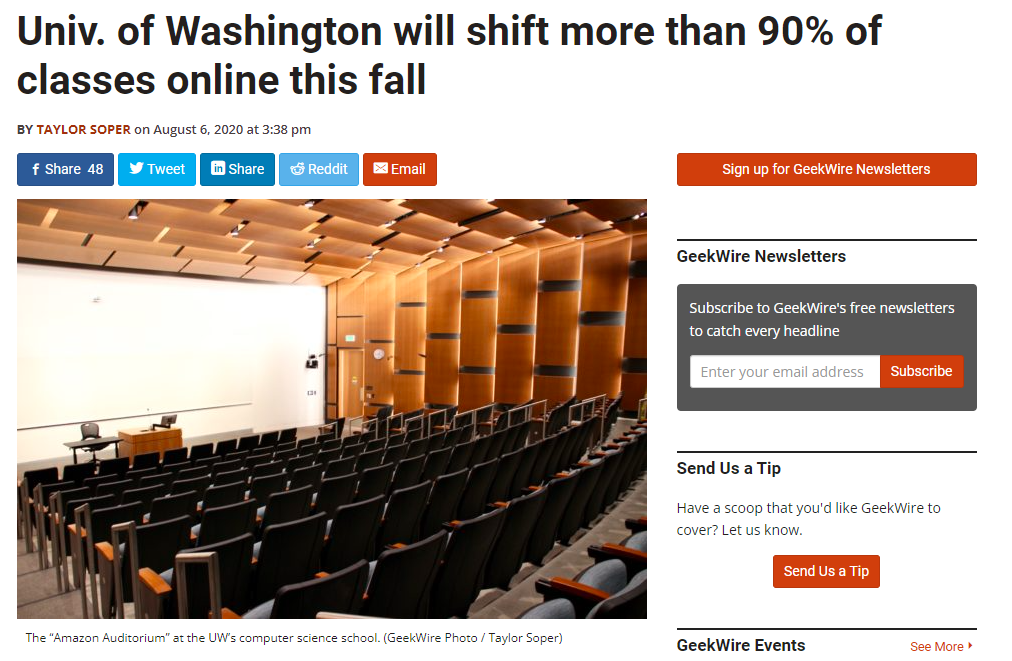 Univ. of Washington will shift more than 90% of
classes online this fall
BY TAYLOR SOPER on August 6, 2020 at 3:38 pm
Share 48
Tweet
Share
Reddit
Email
The “Amazon Auditorium” at the UW’s computer science school. (GeekWire Photo / Taylor Soper)
Sign up for GeekWire Newsletters
GeekWire Newsletters
Subscribe to GeekWire's free newsletters
to catch every headline
Enter your email address
Subscribe
Send Us a Tip
Have a scoop that you'd like GeekWire to
cover? Let us know.
Send Us a Tip
GeekWire Events
See More